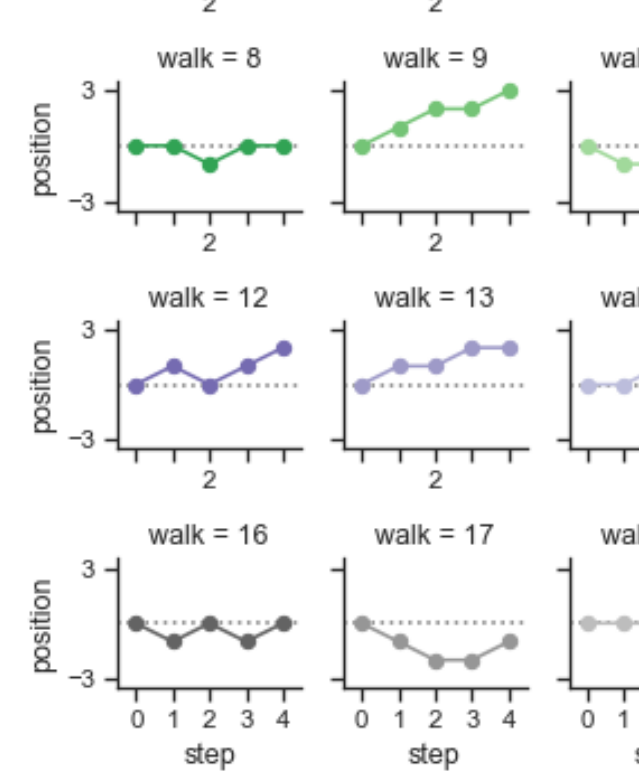 2 2
walk = 8 walk = 9
3
position
−3
2 2
walk = 12 walk = 13
3
position
−3
2 2
walk = 16 walk = 17
3
position
−3
0 1 2 3 4 0 1 2 3 4 0 1
step step